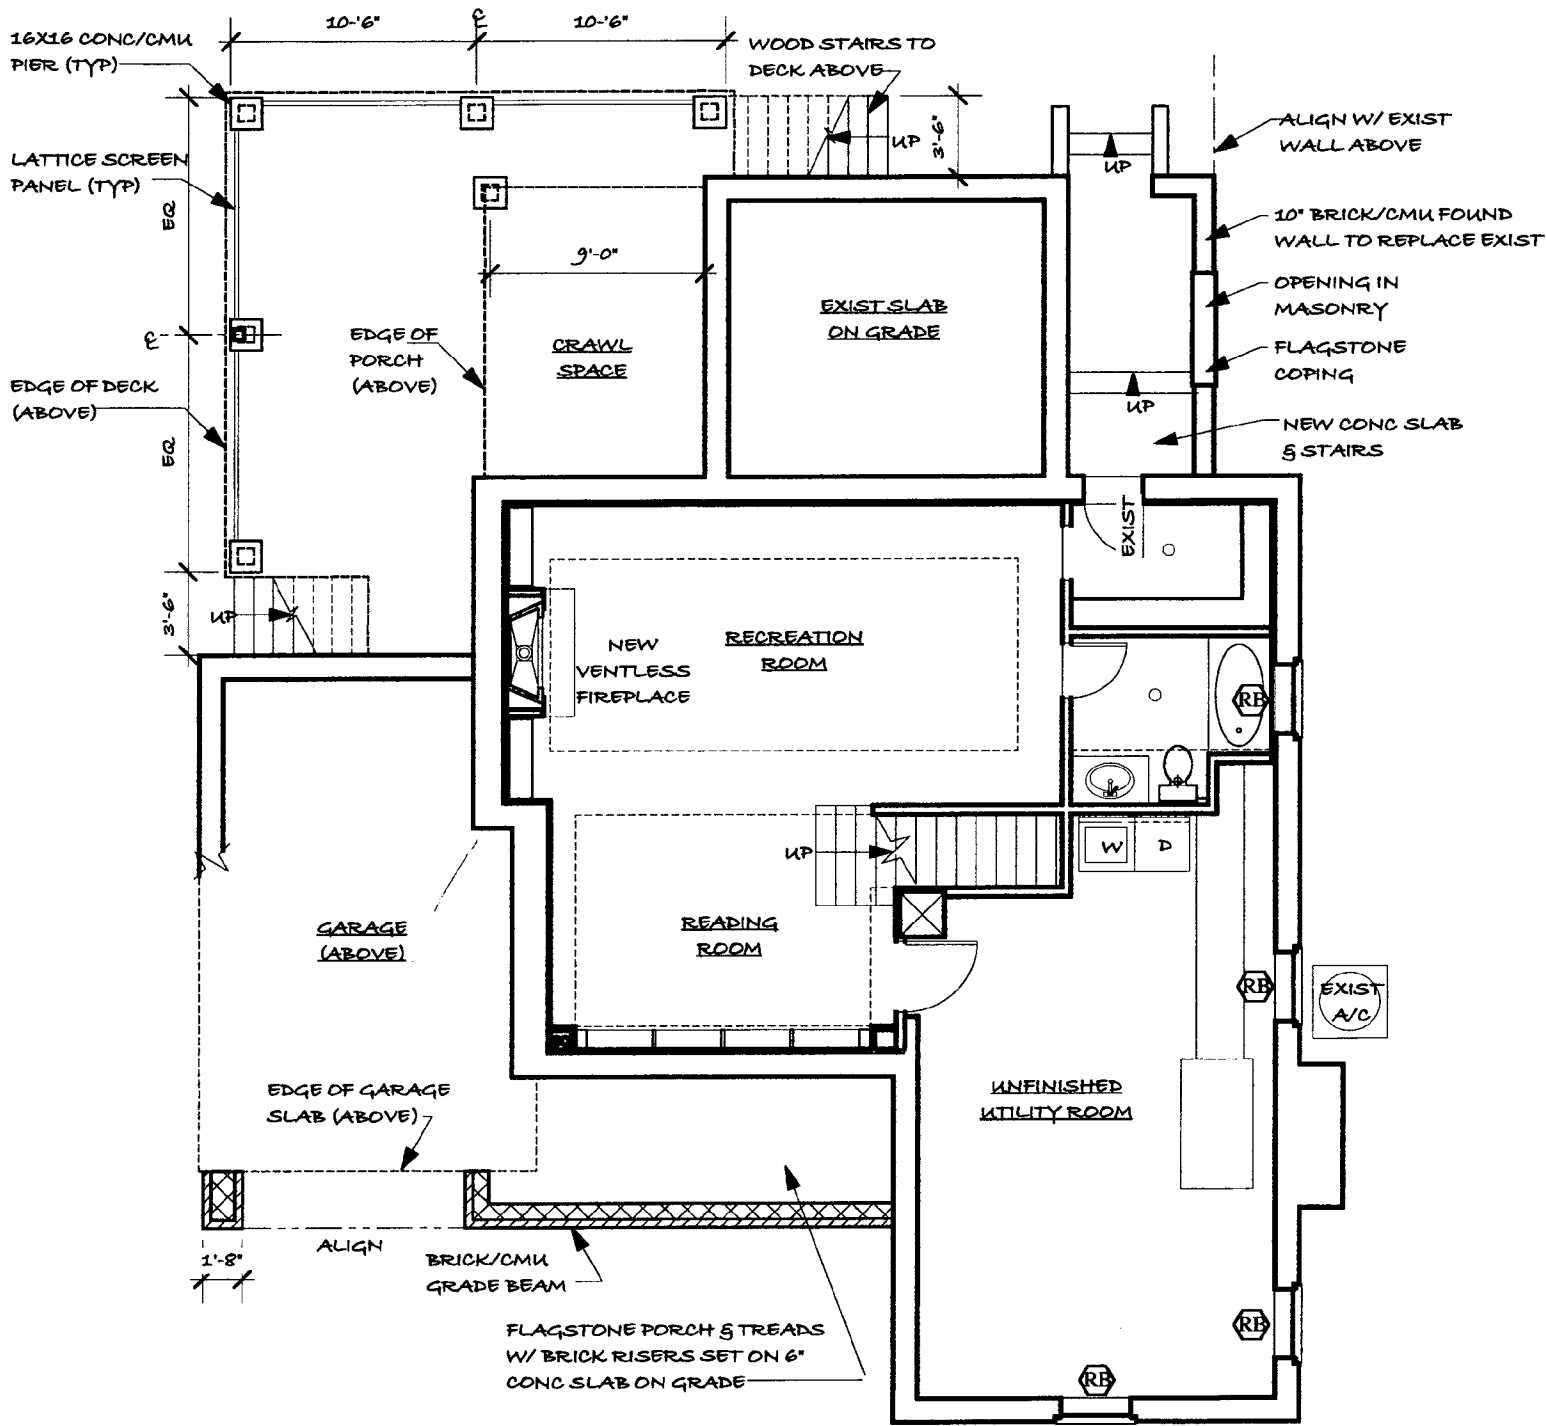 10-'6"
10-'6"
16X16 CONC/CMU
PIER (TYP)
WOOD STAIRS TO
DECK ABOVE
UP
3'-6"
UP
ALIGN W/ EXIST
WALL ABOVE
LATTICE SCREEN
PANEL (TYP)
EQ
10" BRICK/CMU FOUND
WALL TO REPLACE EXIST
9'-0"
OPENING IN
MASONRY
EXIST SLAB
ON GRADE
EDGE OF
PORCH
(ABOVE)
CRAWL
SPACE
FLAGSTONE
COPING
EDGE OF DECK
(ABOVE)
EQ
UP
NEW CONC SLAB
& STAIRS
EXIST
3'-6"
UP
NEW
VENTLESS
FIREPLACE
RECREATION
ROOM
RB
UP
W
D
GARAGE
(ABOVE)
READING
ROOM
RB
EXIST
A/C
EDGE OF GARAGE
SLAB (ABOVE)
UNFINISHED
UTILITY ROOM
ALIGN
1'-8"
BRICK/CMU
GRADE BEAM
FLAGSTONE PORCH & TREADS
W/ BRICK RISERS SET ON 6"
CONC SLAB ON GRADE
RB
RB